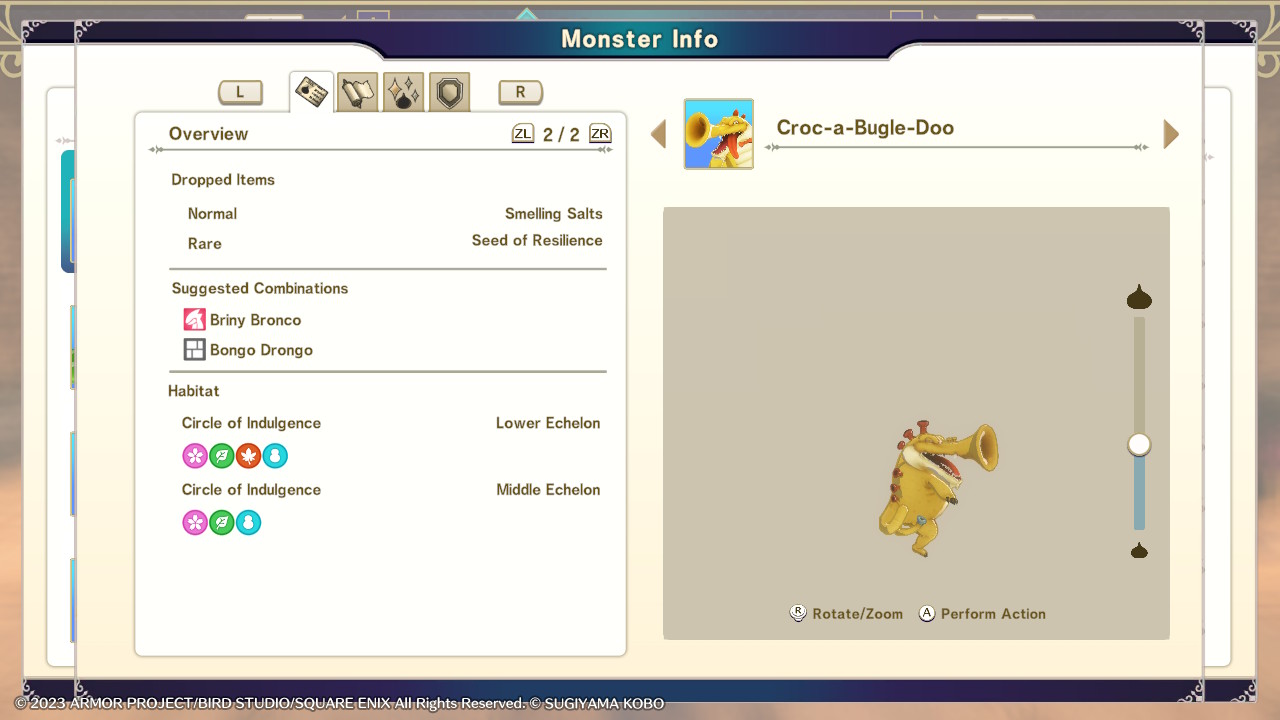 Monster Info
L
R
Overview
ZL 2 / 2 ZR
Croc-a-Bugle-Doo
Dropped Items
Normal Smelling Salts
Rare Seed of Resilience
Suggested Combinations
Briny Bronco
Bongo Drongo
Habitat
Circle of Indulgence Lower Echelon
Circle of Indulgence Middle Echelon
R Rotate/Zoom A Perform Action
© 2023 ARMOR PROJECT/BIRD STUDIO/SQUARE ENIX All Rights Reserved. © SUGIYAMA KOBO